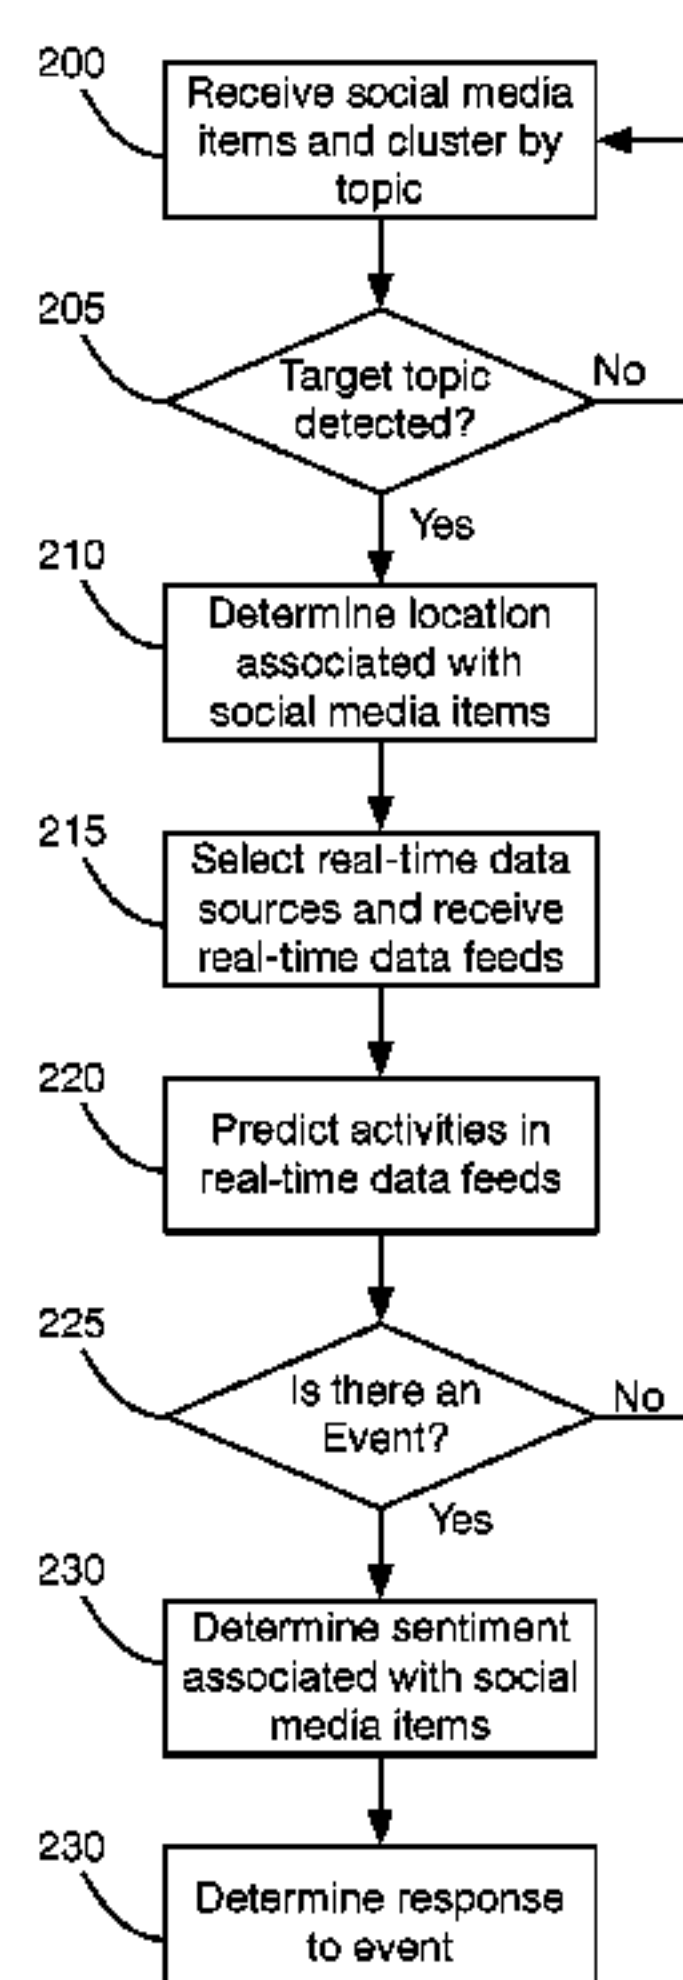 200
Receive social media
items and cluster by
topic
205
Target topic
detected?
No
Yes
210
Determine location
associated with
social media items
215
Select real-time data
sources and receive
real-time data feeds
220
Predict activities in
real-time data feeds
225
Is there an
Event?
No
Yes
230
Determine sentiment
associated with social
media items
230
Determine response
to event